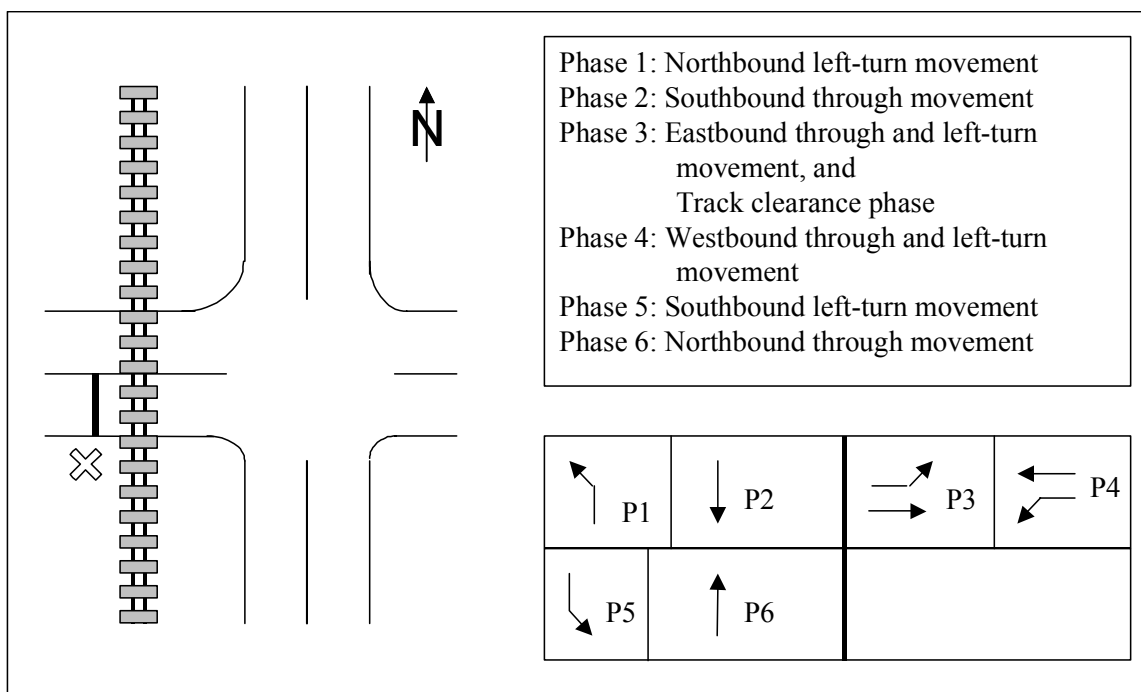 N
Phase 1: Northbound left-turn movement
Phase 2: Southbound through movement
Phase 3: Eastbound through and left-turn
movement, and
Track clearance phase
Phase 4: Westbound through and left-turn
movement
Phase 5: Southbound left-turn movement
Phase 6: Northbound through movement
P1 P2 P3 P4
P5 P6